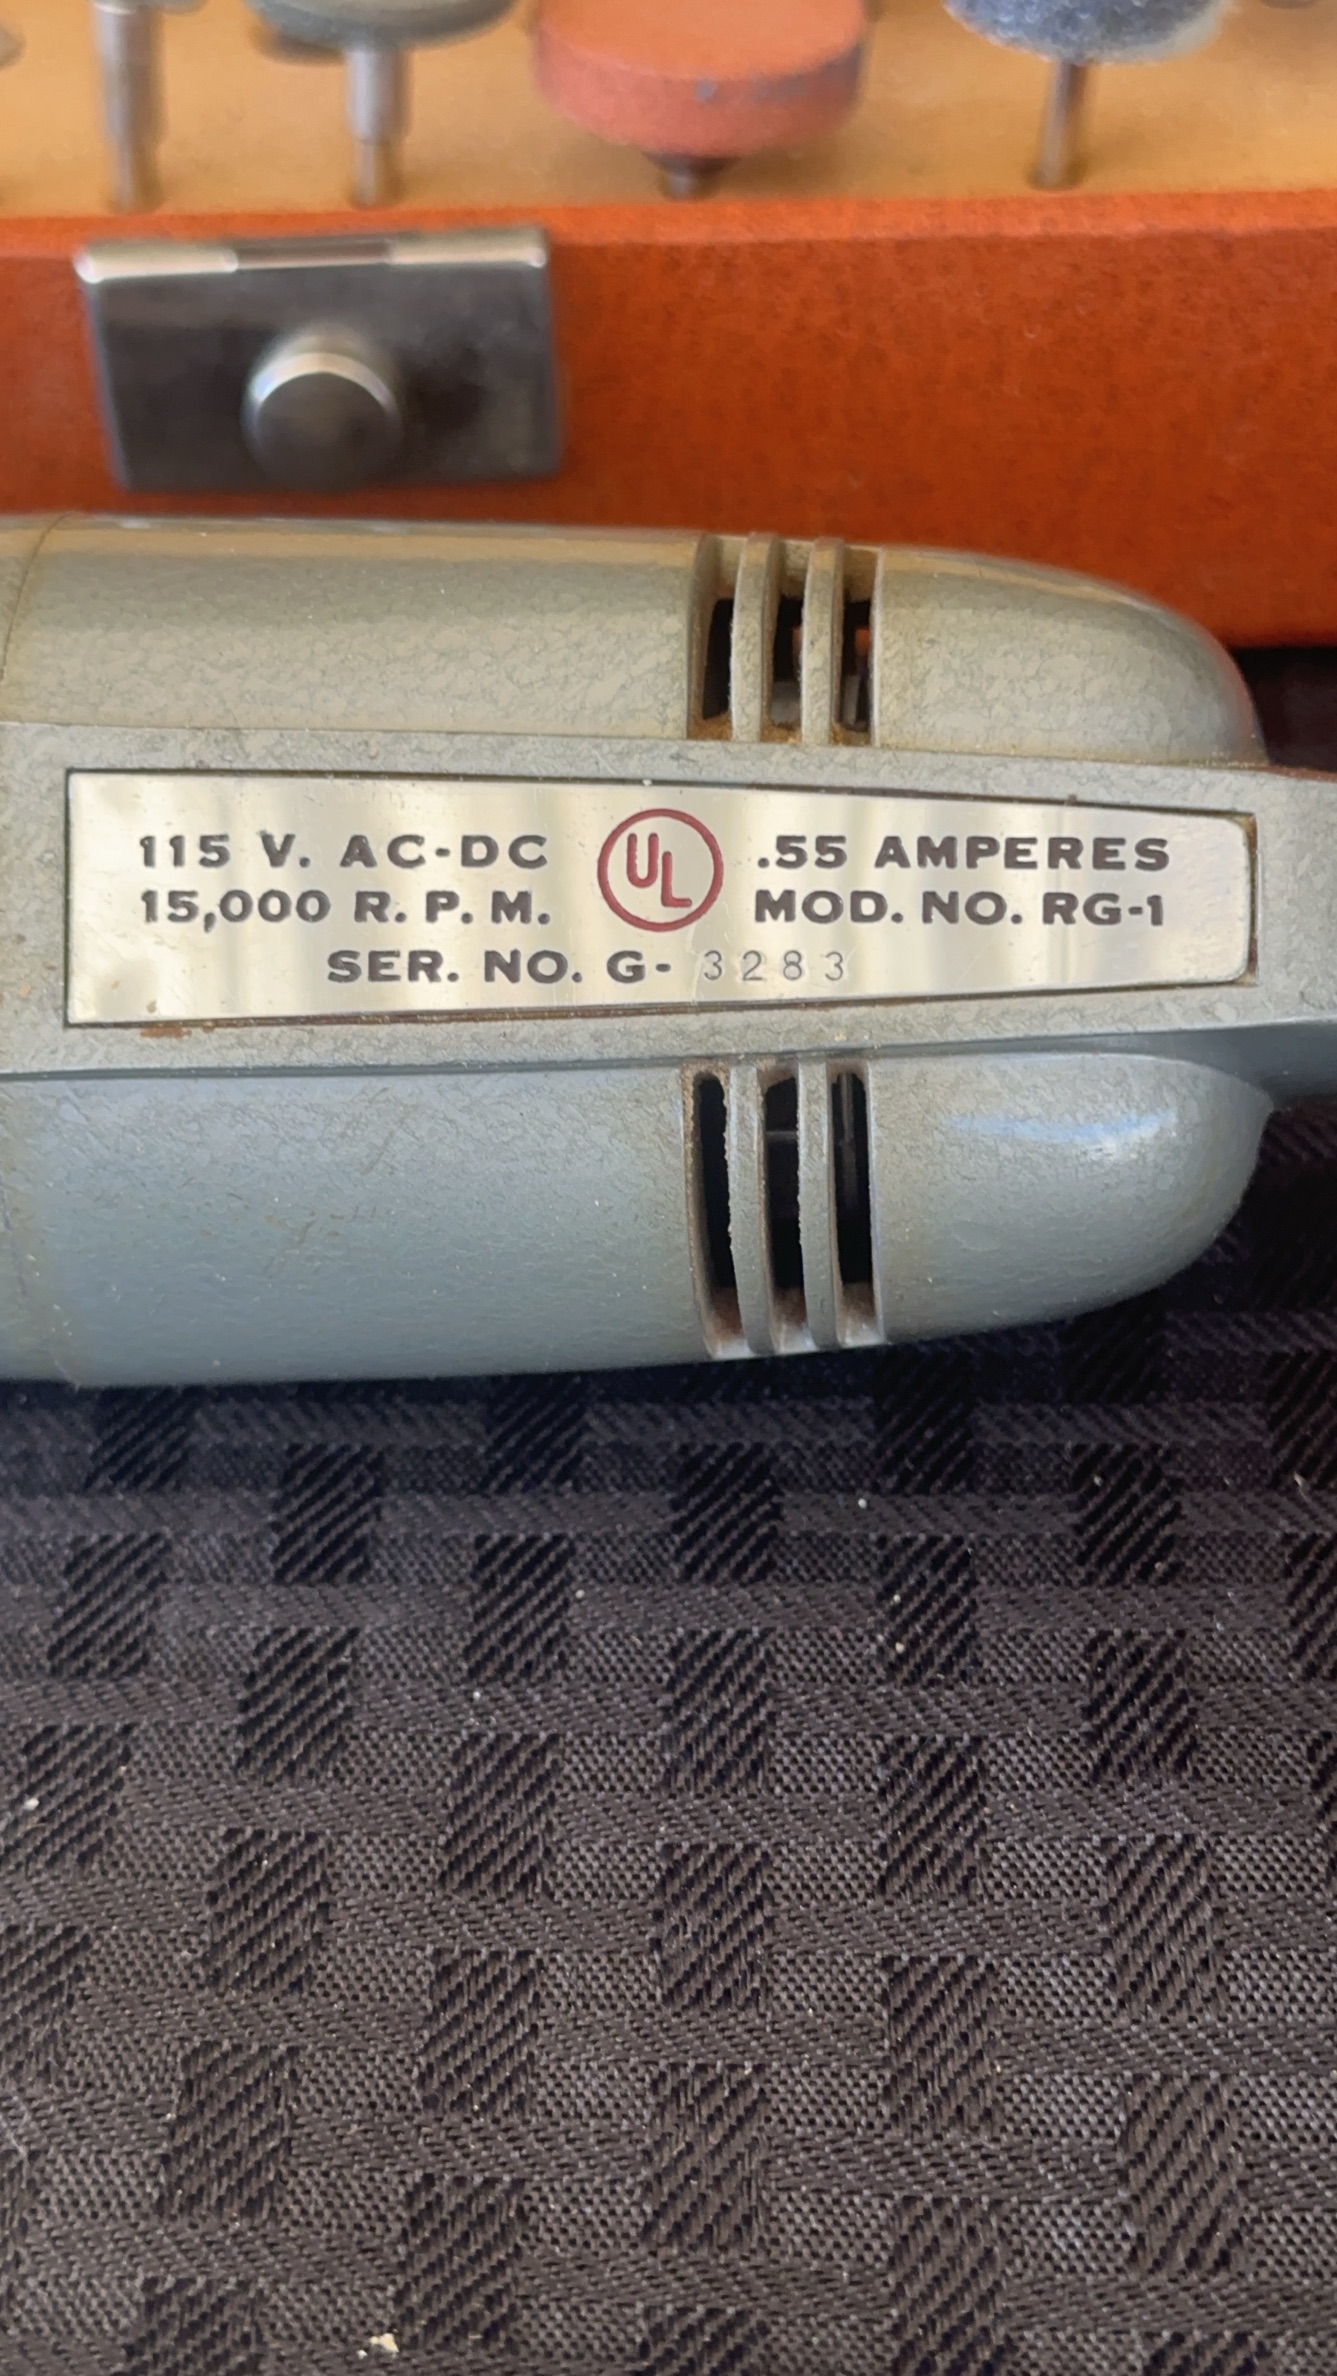 115 V. AC-DC UL .55 AMPERES
15,000 R. P. M. MOD. NO. RG-1
SER. NO. G- 3283